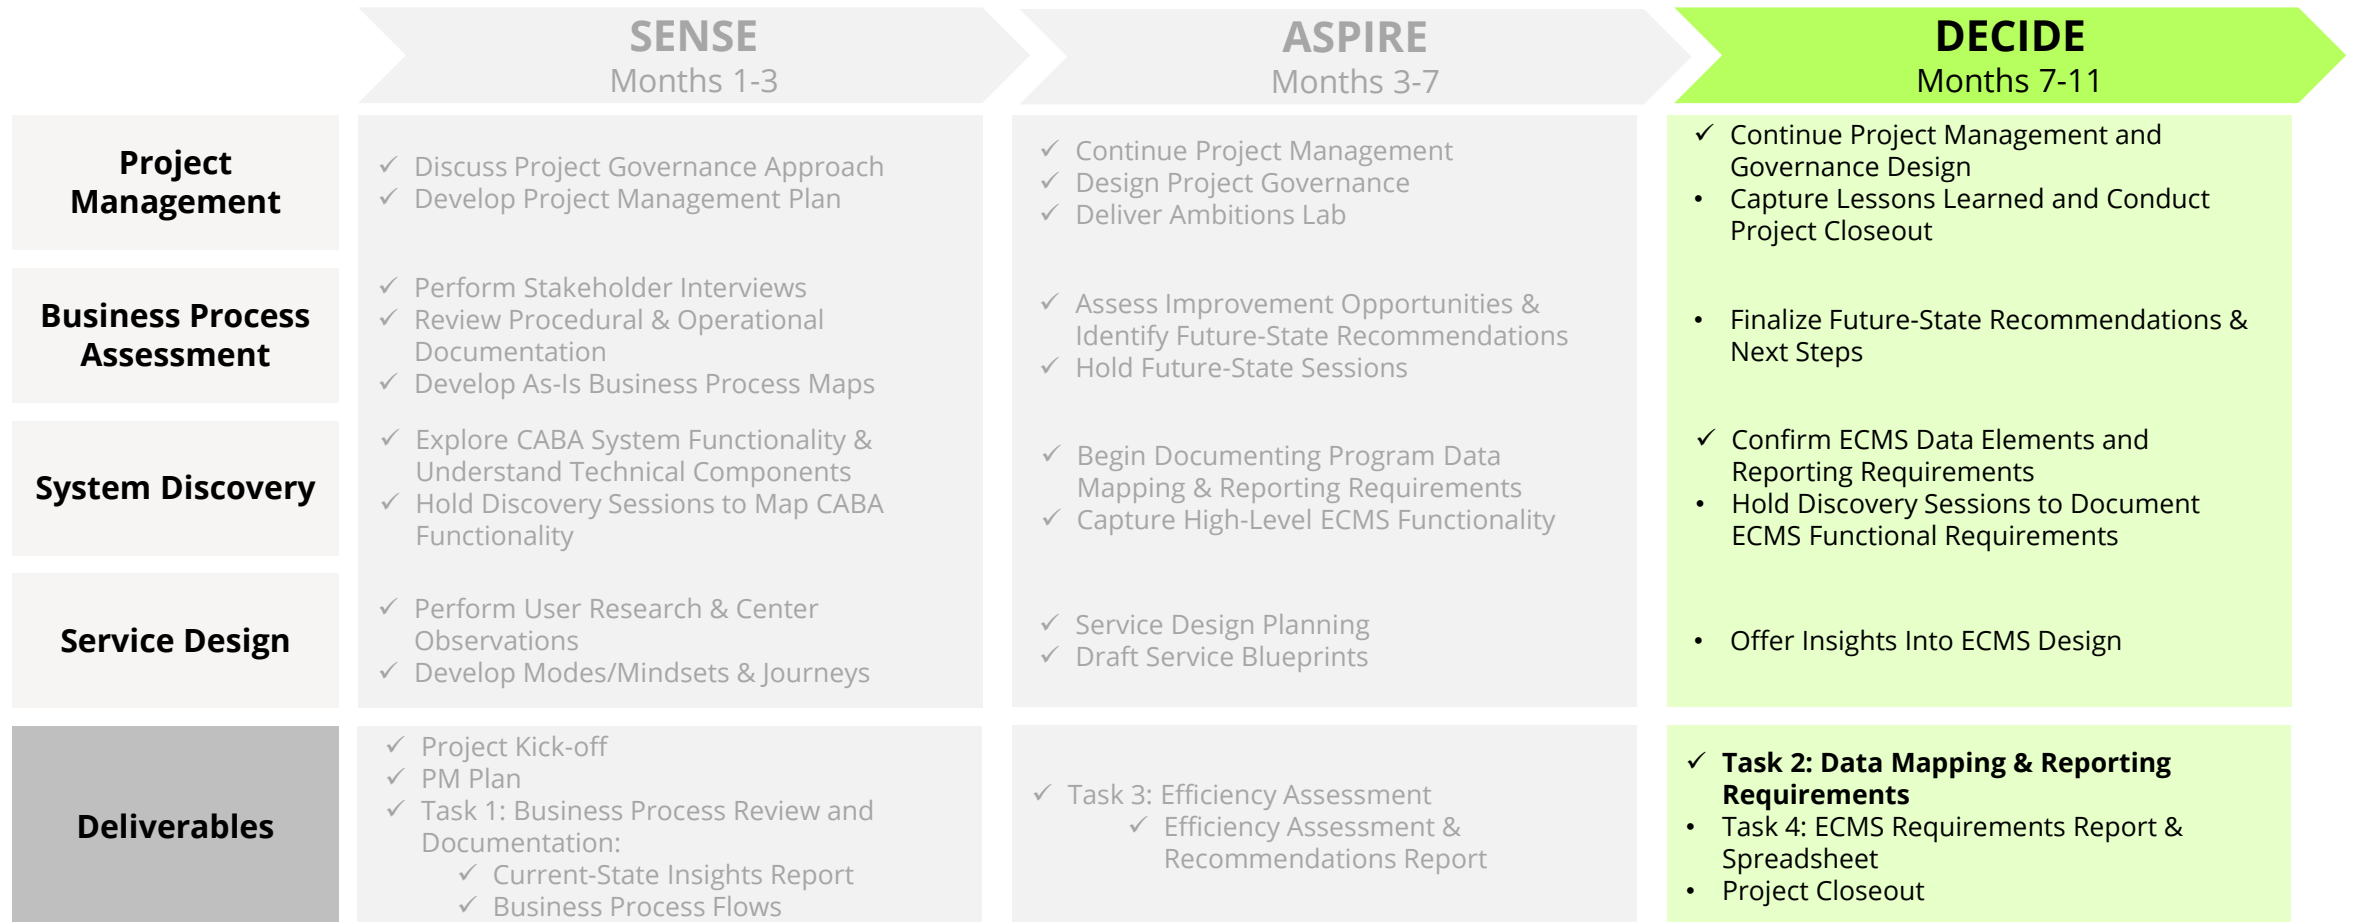 SENSE
Months 1-3
ASPIRE
Months 3-7
DECIDE
Months 7-11
Project
Management
✓ Discuss Project Governance Approach
✓ Develop Project Management Plan
✓ Continue Project Management
✓ Design Project Governance
✓ Deliver Ambitions Lab
✓ Continue Project Management and
Governance Design
• Capture Lessons Learned and Conduct
Project Closeout
Business Process
Assessment
✓ Perform Stakeholder Interviews
✓ Review Procedural & Operational
Documentation
✓ Develop As-Is Business Process Maps
✓ Assess Improvement Opportunities &
Identify Future-State Recommendations
✓ Hold Future-State Sessions
• Finalize Future-State Recommendations &
Next Steps
System Discovery
✓ Explore CABA System Functionality &
Understand Technical Components
✓ Hold Discovery Sessions to Map CABA
Functionality
✓ Begin Documenting Program Data
Mapping & Reporting Requirements
✓ Capture High-Level ECMS Functionality
✓ Confirm ECMS Data Elements and
Reporting Requirements
• Hold Discovery Sessions to Document
ECMS Functional Requirements
Service Design
✓ Perform User Research & Center
Observations
✓ Develop Modes/Mindsets & Journeys
✓ Service Design Planning
✓ Draft Service Blueprints
• Offer Insights Into ECMS Design
Deliverables
✓ Project Kick-off
✓ PM Plan
✓ Task 1: Business Process Review and
Documentation:
✓ Current-State Insights Report
✓ Business Process Flows
✓ Task 3: Efficiency Assessment
✓ Efficiency Assessment &
Recommendations Report
✓ Task 2: Data Mapping & Reporting
Requirements
• Task 4: ECMS Requirements Report &
Spreadsheet
• Project Closeout